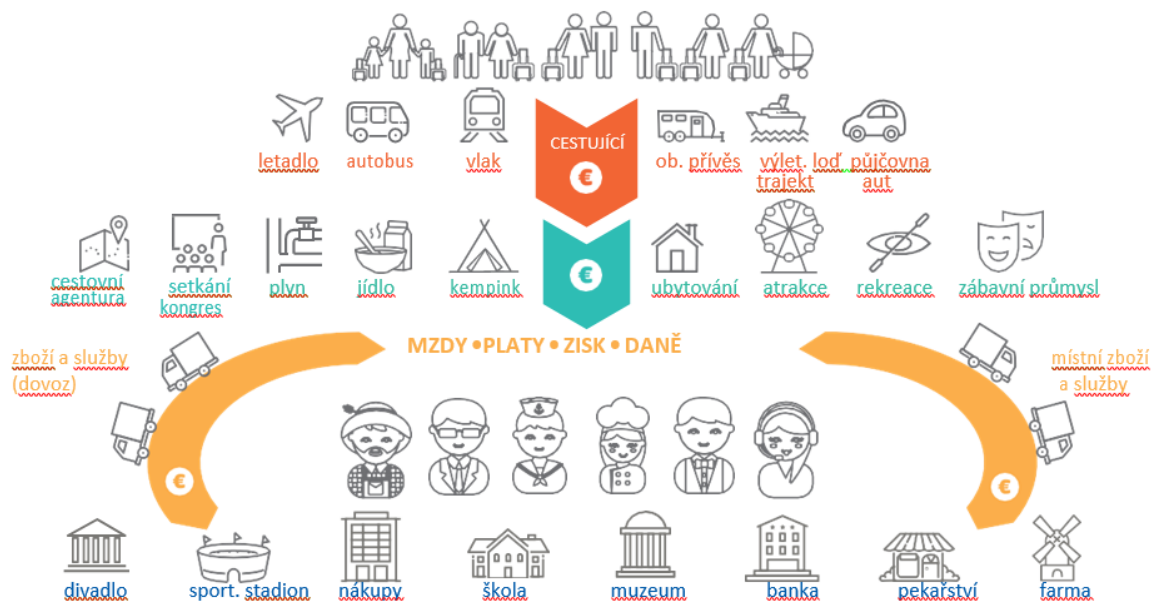 CESTUJÍCÍ
€
letadlo
autobus
vlak
ob. přívěs
výlet. loď
trajekt
půjčovna
aut
€
cestovní
agentura
setkání
kongres
plyn
jídlo
kempink
ubytování
atrakce
rekreace
zábavní průmysl
zboží a služby
(dovoz)
MZDY •PLATY • ZISK • DANĚ
místní zboží
a služby
€
€
divadlo
sport. stadion
nákupy
škola
muzeum
banka
pekařství
farma